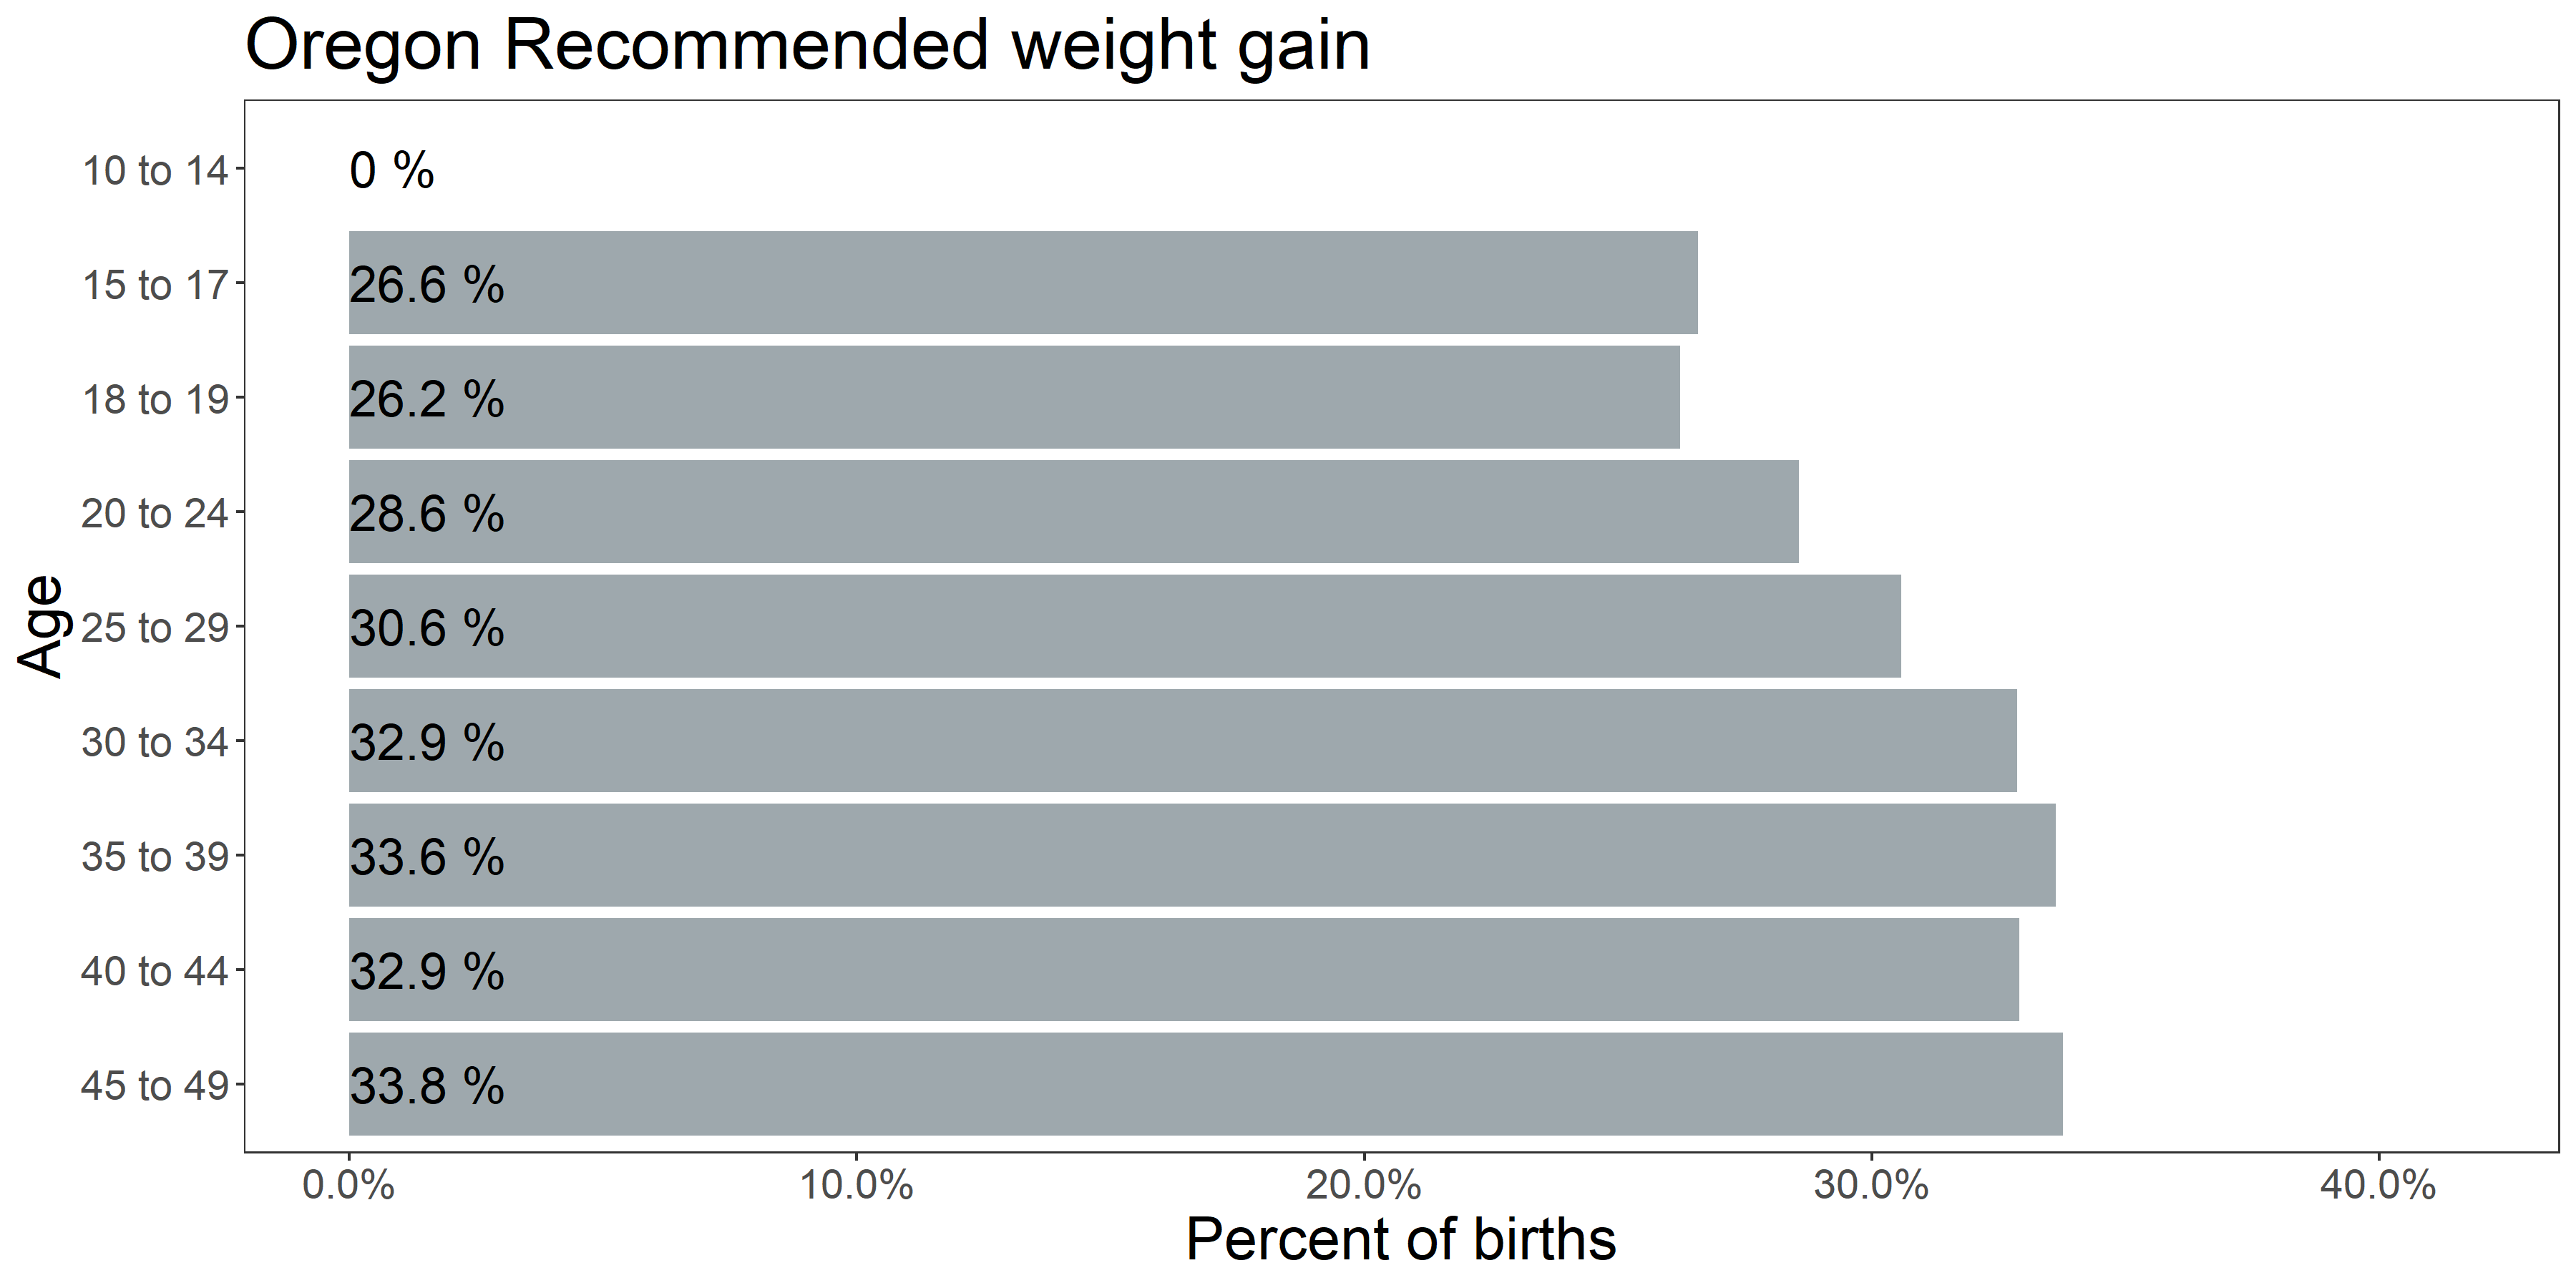 Oregon Recommended weight gain
Age
10 to 14 0 %
15 to 17 26.6 %
18 to 19 26.2 %
20 to 24 28.6 %
25 to 29 30.6 %
30 to 34 32.9 %
35 to 39 33.6 %
40 to 44 32.9 %
45 to 49 33.8 %
0.0% 10.0% 20.0% 30.0% 40.0%
Percent of births